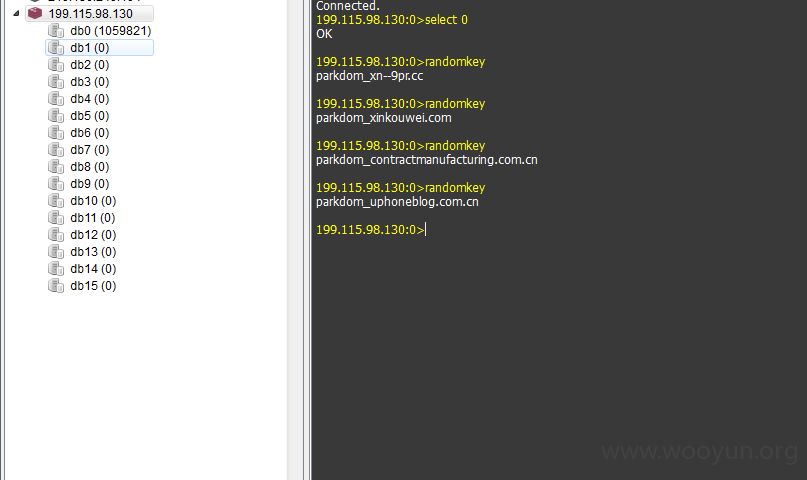 199.115.98.130
db0 (1059821)
db1 (0)
db2 (0)
db3 (0)
db4 (0)
db5 (0)
db6 (0)
db7 (0)
db8 (0)
db9 (0)
db10 (0)
db11 (0)
db12 (0)
db13 (0)
db14 (0)
db15 (0)
Connected.
199.115.98.130:0>select 0
OK
199.115.98.130:0>randomkey
parkdom_xn--9pr.cc
199.115.98.130:0>randomkey
parkdom_xinkouwei.com
199.115.98.130:0>randomkey
parkdom_contractmanufacturing.com.cn
199.115.98.130:0>randomkey
parkdom_uphoneblog.com.cn
199.115.98.130:0>
www.wooyun.org